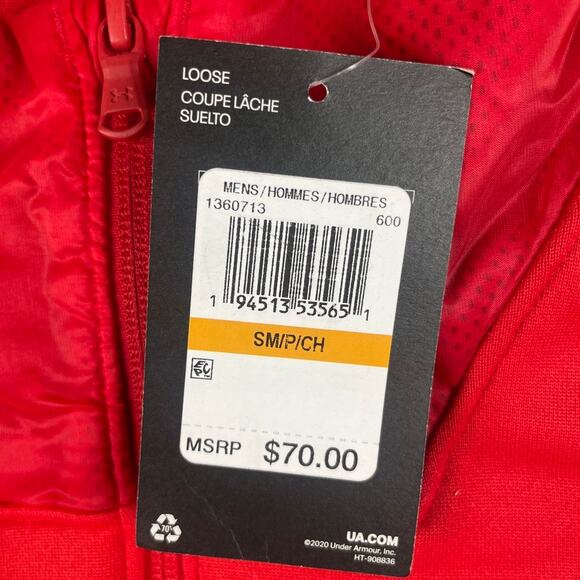 LOOSE
COUPE LÂCHE
SUELTO
MENS/HOMMES/HOMBRES
1360713 600
1 94513 53565 1
SM/P/CH
MSRP $70.00
70%
UA.COM
©2020 Under Armour, Inc.
HT-908836